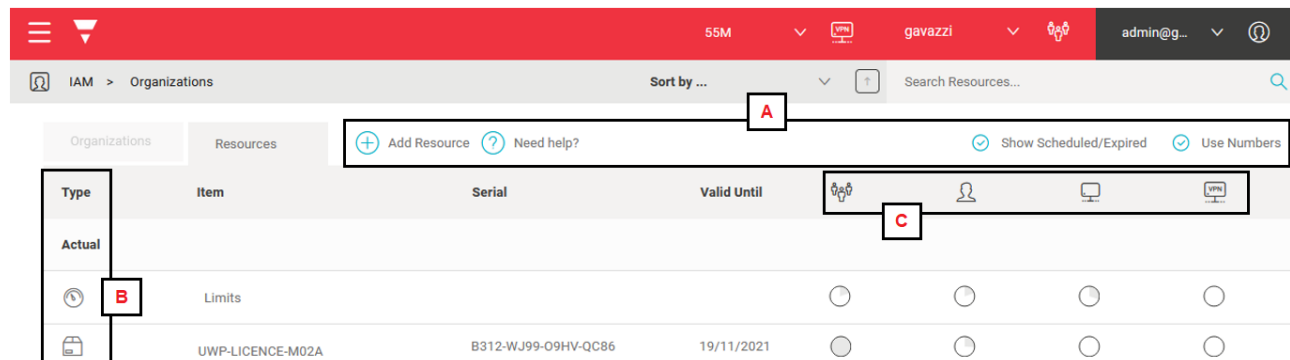 55M VPN gavazzi admin@g...
IAM > Organizations Sort by ... Search Resources...
A
Organizations Resources Add Resource ? Need help? Show Scheduled/Expired Use Numbers
Type Item Serial Valid Until VPN
C
Actual
B
Limits
UWP-LICENCE-M02A B312-WJ99-O9HV-QC86 19/11/2021